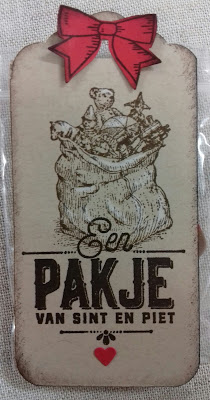 Een
PAKJE
VAN SINT EN PIET